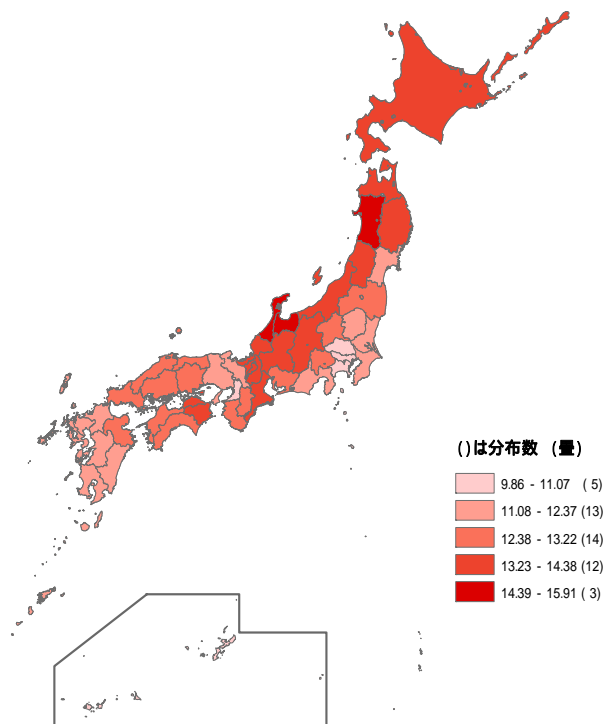 ()は分布数 (畳)
9.86 - 11.07 ( 5)
11.08 - 12.37 (13)
12.38 - 13.22 (14)
13.23 - 14.38 (12)
14.39 - 15.91 ( 3)